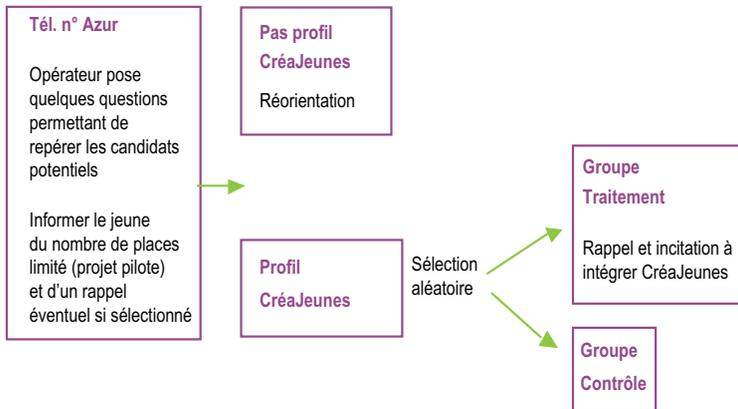 Tél. n° Azur
Opérateur pose
quelques questions
permettant de
repérer les candidats
potentiels
Informer le jeune
du nombre de places
limité (projet pilote)
et d'un rappel
éventuel si sélectionné
Pas profil
CréaJeunes
Réorientation
Profil
CréaJeunes
Sélection
aléatoire
Groupe
Traitement
Rappel et incitation à
intégrer CréaJeunes
Groupe
Contrôle